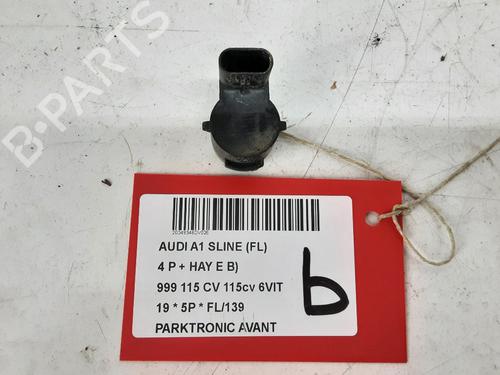 B-PARTS
AUDI A1 SLINE (FL)
4 P + HAY E B)
999 115 CV 115cv 6VIT
19 * 5P * FL/139
PARKTRONIC AVANT
b